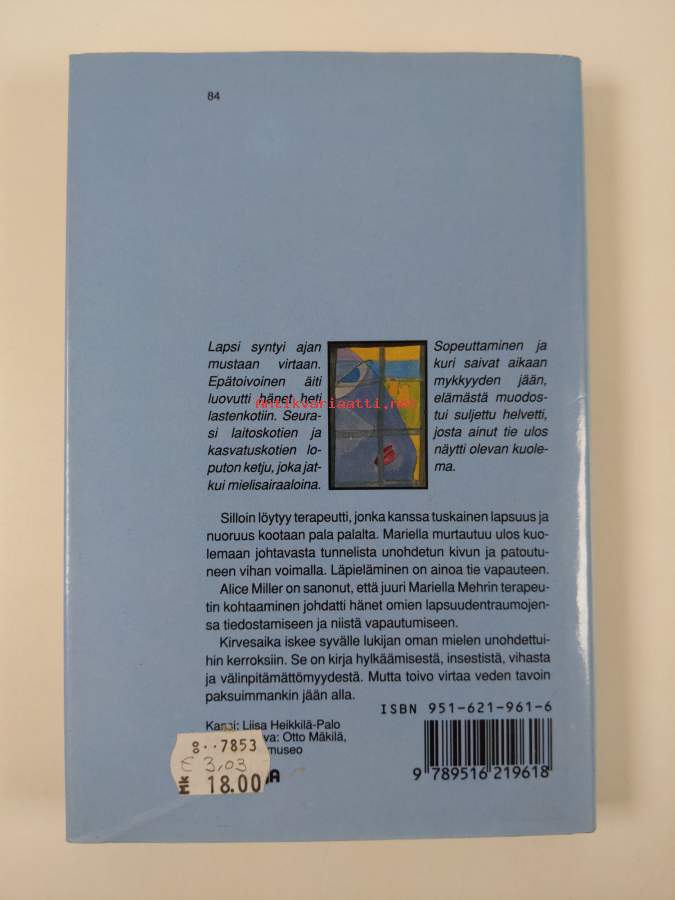 84
Lapsi syntyi ajan
mustaan virtaan.
Epätoivoinen äiti
luovutti hänet heti
lastenkotiin. Seura-
si laitoskotien ja
kasvatuskotien lo-
puton ketju, joka jat-
kui mielisairaaloina.
Sopeuttaminen ja
kuri saivat aikaan
mykkyyden jään,
elämästä muodos-
tui suljettu helvetti,
josta ainut tie ulos
näytti olevan kuole-
ma.
antikvariaatti.net
Silloin löytyy terapeutti, jonka kanssa tuskainen lapsuus ja
nuoruus kootaan pala palalta. Mariella murtautuu ulos kuo-
lemaan johtavasta tunnelista unohdetun kivun ja patoutu-
neen vihan voimalla. Läpieläminen on ainoa tie vapauteen.
Alice Miller on sanonut, että juuri Mariella Mehrin terapeu-
tin kohtaaminen johdatti hänet omien lapsuudentraumojen-
sa tiedostamiseen ja niistä vapautumiseen.
Kirvesaika iskee syvälle lukijan oman mielen unohdettui-
hin kerroksiin. Se on kirja hylkäämisestä, insestistä, vihasta
ja välinpitämättömyydestä. Mutta toivo virtaa veden tavoin
paksuimmankin jään alla.
ISBN 951-621-961-6
Kansi: Liisa Heikkilä-Palo
va: Otto Mäkilä,
museo
7853
€ 3,03
Mk 18.00
9 789516 219618